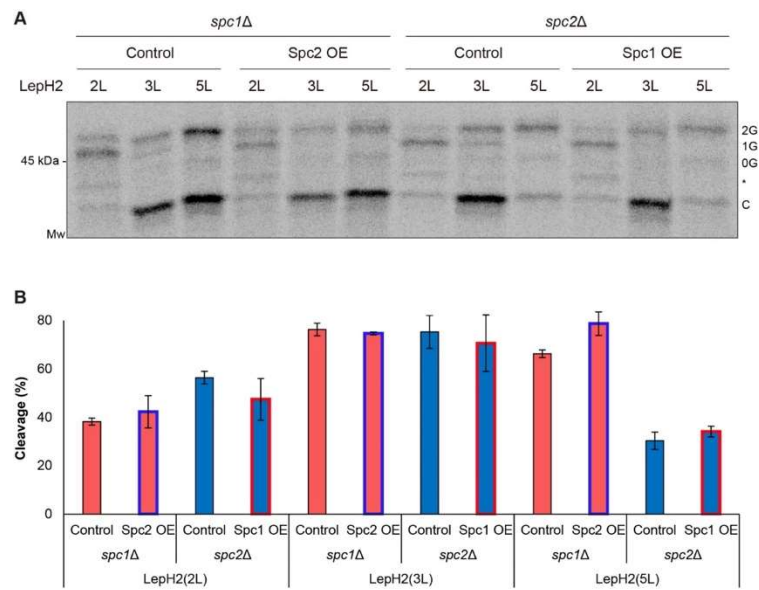 A
spc1Δ spc2Δ
Control Spc2 OE Control Spc1 OE
LepH2 2L 3L 5L 2L 3L 5L 2L 3L 5L 2L 3L 5L
2G
1G
45 kDa - 0G
*
C
Mw
B
Cleavage (%)
80
60
40
20
0
Control Spc2 OE Control Spc1 OE Control Spc2 OE Control Spc1 OE Control Spc2 OE Control Spc1 OE
spc1Δ spc2Δ spc1Δ spc2Δ spc1Δ spc2Δ
LepH2(2L) LepH2(3L) LepH2(5L)